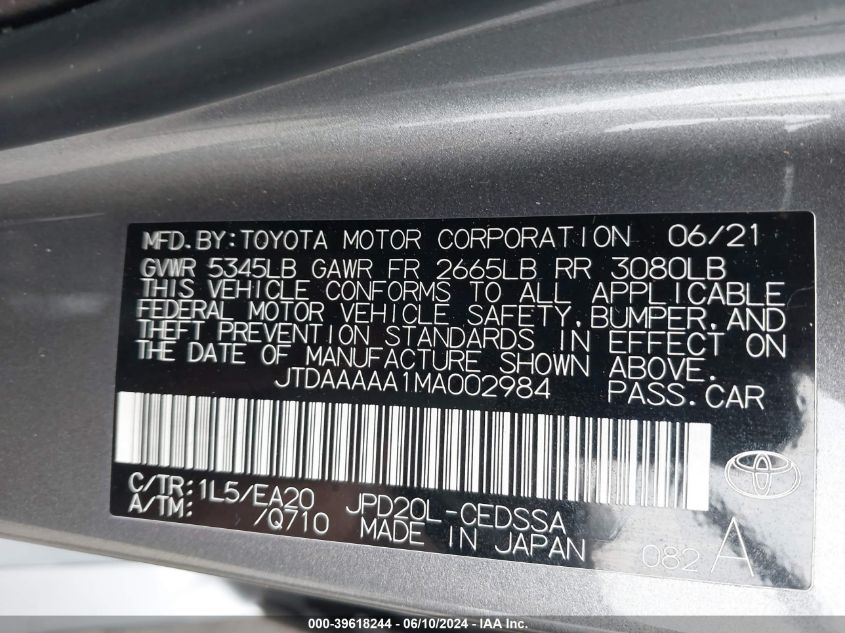 MFD.BY:TOYOTA MOTOR CORPORATION 06/21
GVWR 5345LB GAWR FR 2665LB RR 3080LB
THIS VEHICLE CONFORMS TO ALL APPLICABLE
FEDERAL MOTOR VEHICLE SAFETY,BUMPER,AND
THEFT PREVENTION STANDARDS IN EFFECT ON
THE DATE OF MANUFACTURE SHOWN ABOVE.
JTDAAAAA1MA002984 PASS.CAR
C/TR:1L5/EA20 JPD20L-CEDSSA
A/TM: /Q710 MADE IN JAPAN 082 A
000-39618244 - 06/10/2024 - IAA Inc.